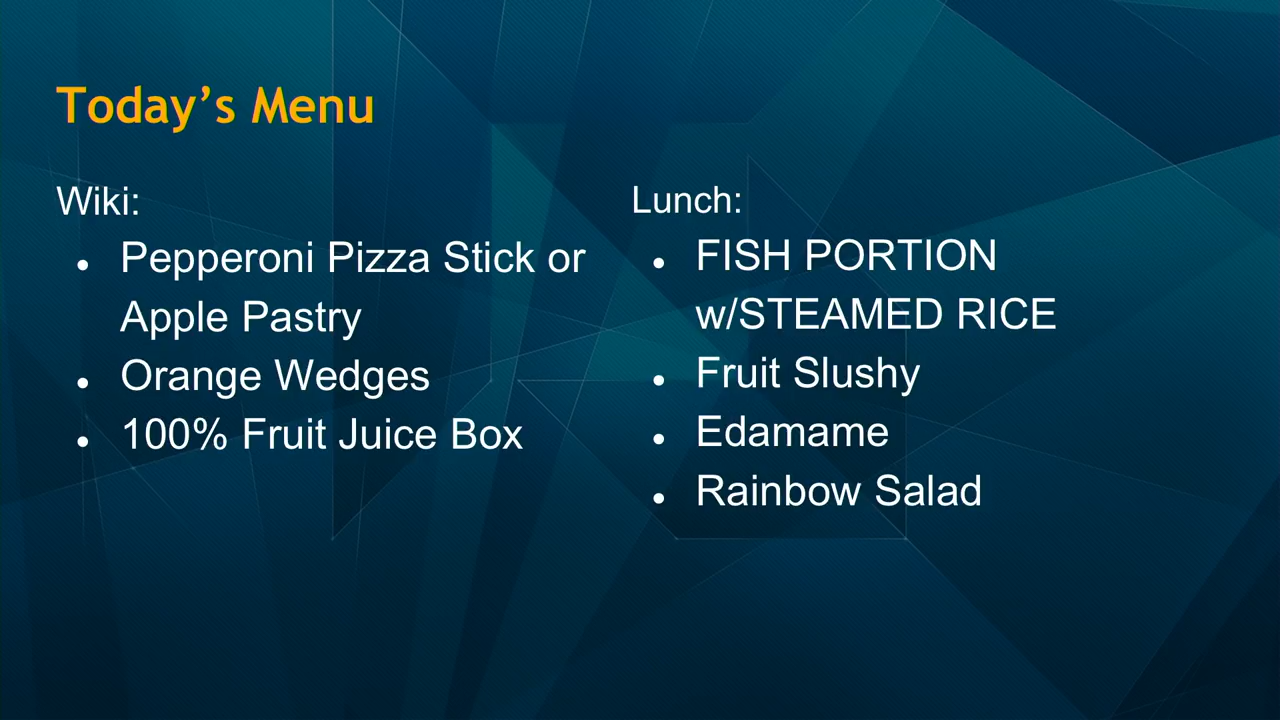 Today’s Menu
Wiki:
● Pepperoni Pizza Stick or
Apple Pastry
● Orange Wedges
● 100% Fruit Juice Box
Lunch:
● FISH PORTION
w/STEAMED RICE
● Fruit Slushy
● Edamame
● Rainbow Salad